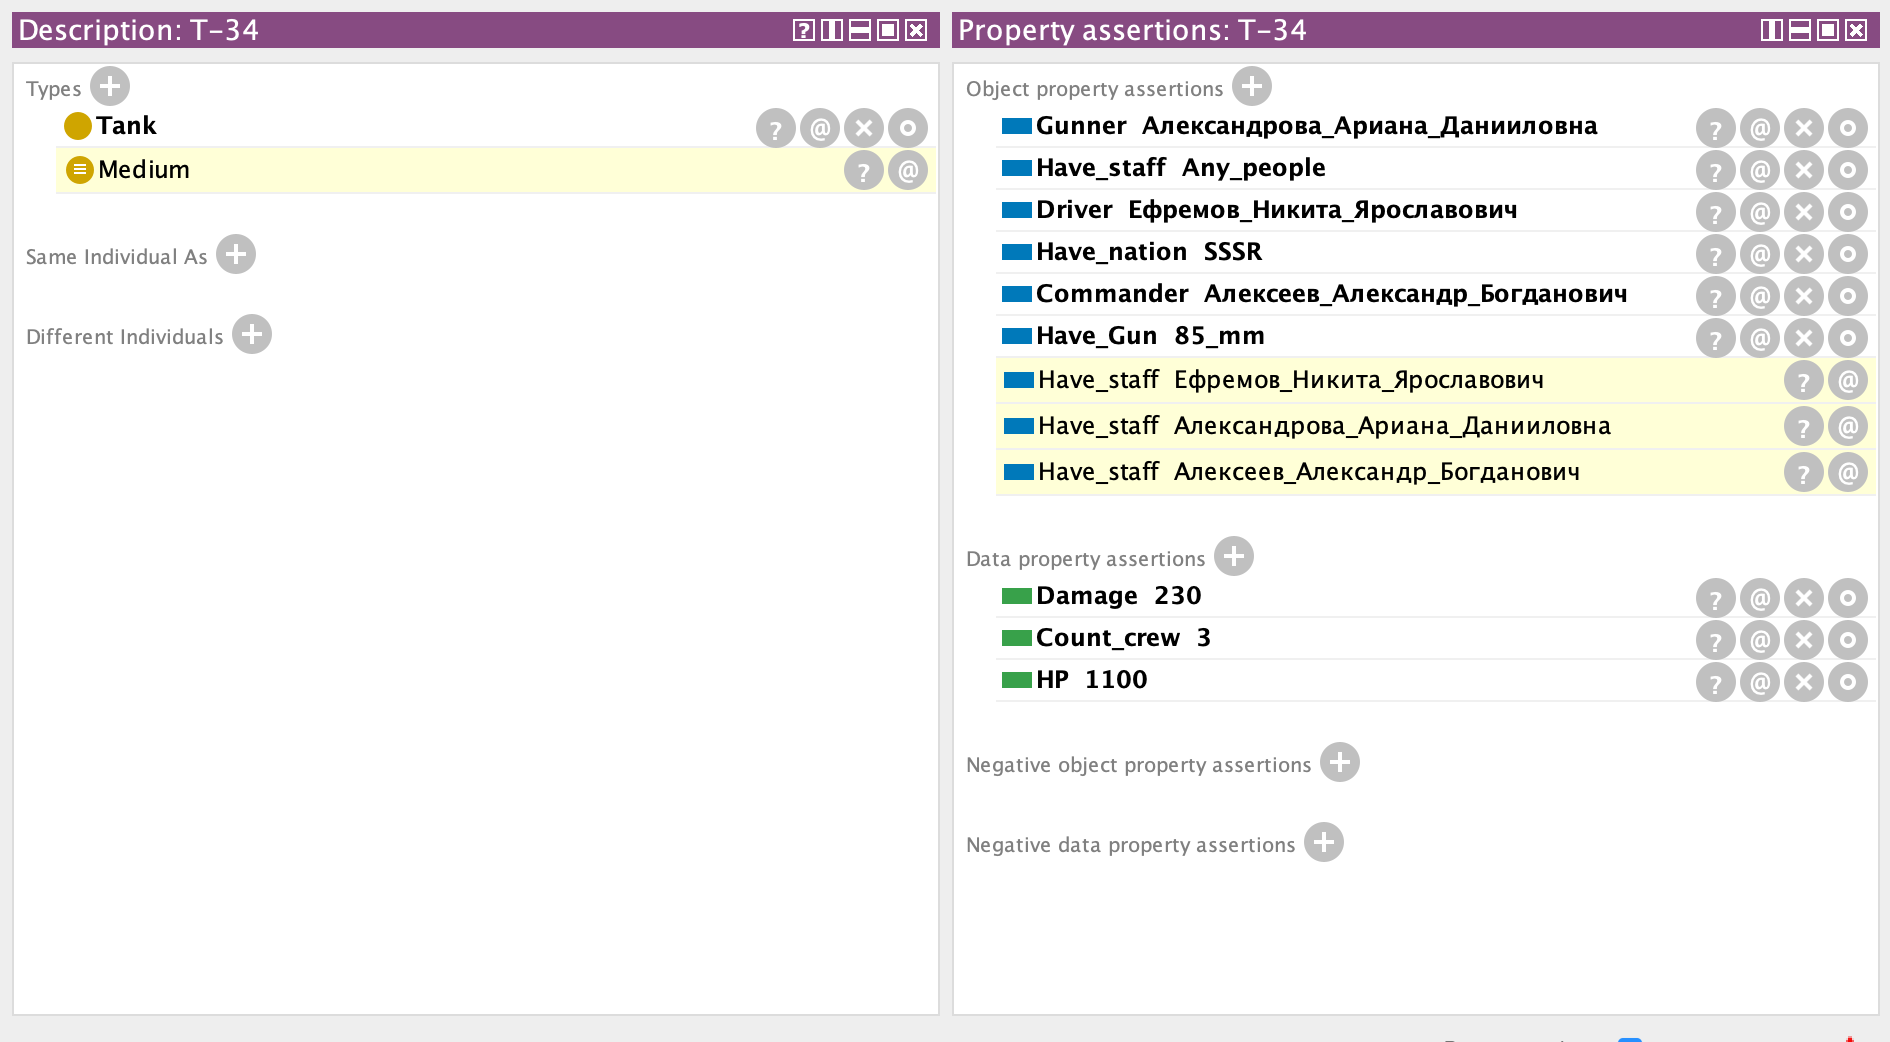 Description: T-34
Types
Tank
Medium
Same Individual As
Different Individuals
Property assertions: T-34
Object property assertions
Gunner Александрова_Ариана_Данииловна
Have_staff Any_people
Driver Ефремов_Никита_Ярославович
Have_nation SSSR
Commander Алексеев_Александр_Богданович
Have_Gun 85_mm
Have_staff Ефремов_Никита_Ярославович
Have_staff Александрова_Ариана_Данииловна
Have_staff Алексеев_Александр_Богданович
Data property assertions
Damage 230
Count_crew 3
HP 1100
Negative object property assertions
Negative data property assertions